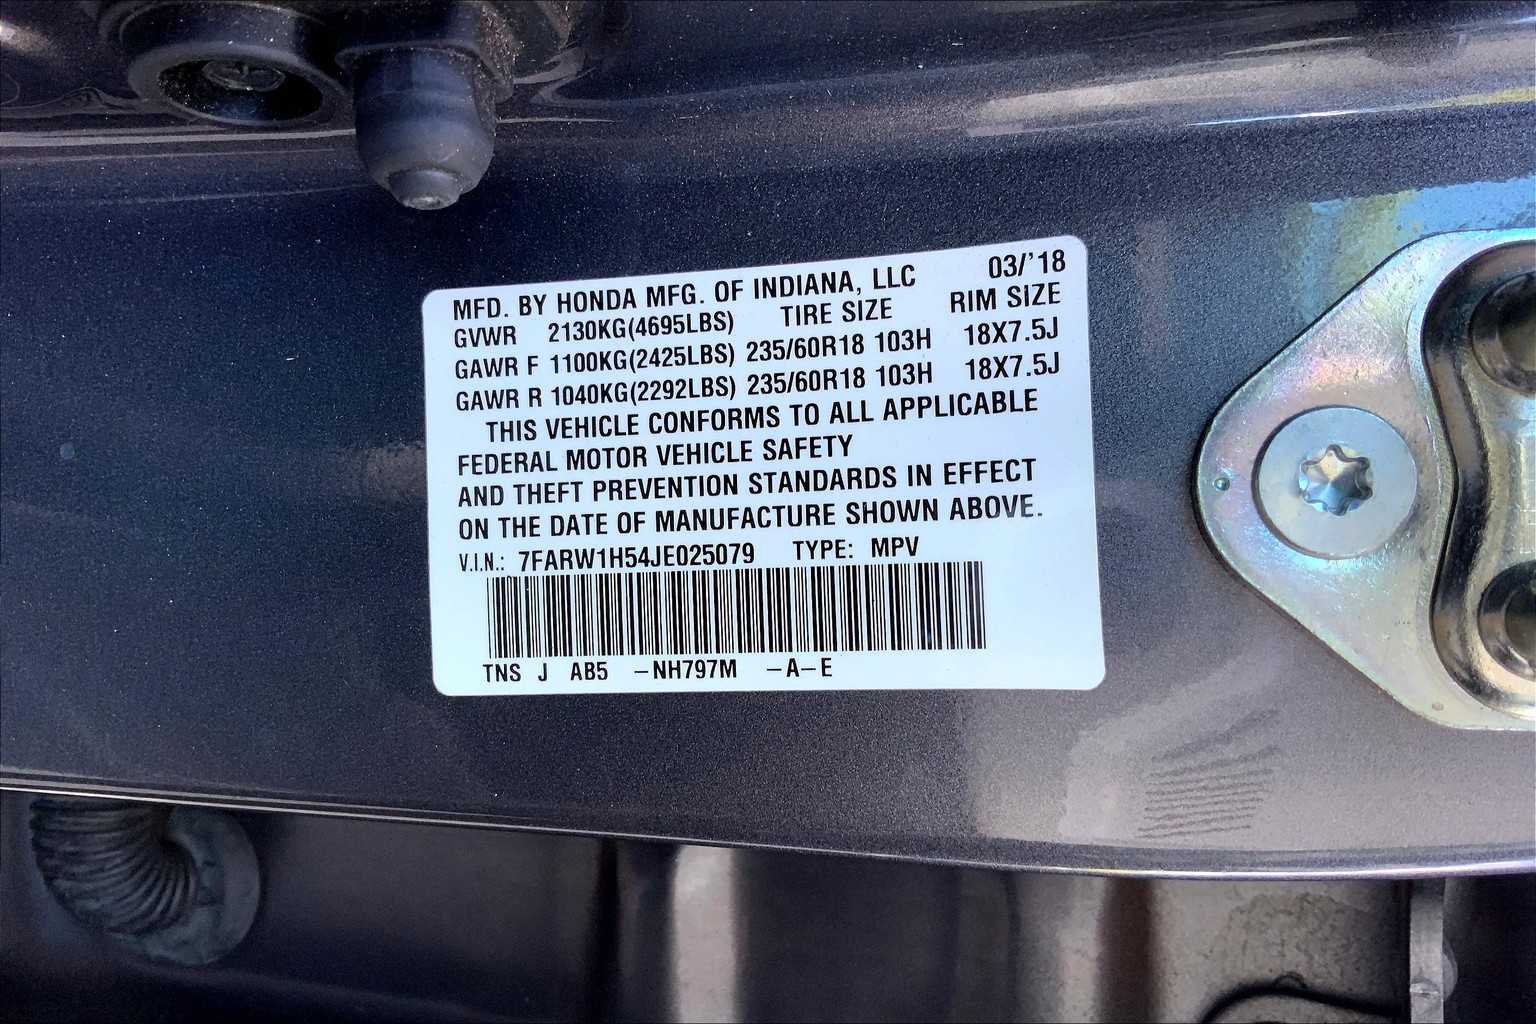 MFD. BY HONDA MFG. OF INDIANA, LLC 03/'18
GVWR 2130KG(4695LBS) TIRE SIZE RIM SIZE
GAWR F 1100KG(2425LBS) 235/60R18 103H 18X7.5J
GAWR R 1040KG(2292LBS) 235/60R18 103H 18X7.5J
THIS VEHICLE CONFORMS TO ALL APPLICABLE
FEDERAL MOTOR VEHICLE SAFETY
AND THEFT PREVENTION STANDARDS IN EFFECT
ON THE DATE OF MANUFACTURE SHOWN ABOVE.
V.I.N.: 7FARW1H54JE025079 TYPE: MPV
TNS J AB5 –NH797M –A–E